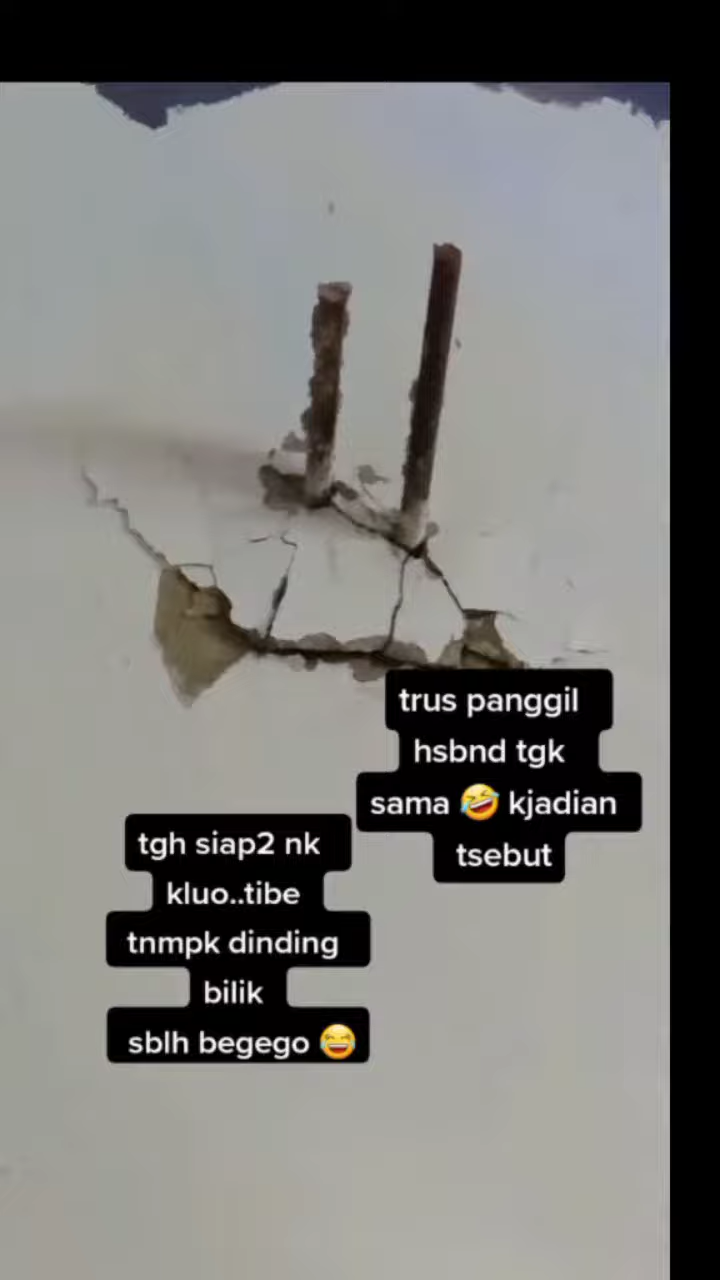 trus panggil
hsbnd tgk
sama 🤣 kjadian
tsebut
tgh siap2 nk
kluo..tibe
tnmpk dinding
bilik
sblh begego 😂